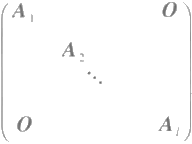 A₁ O
A₂
⋱
O Aₗ